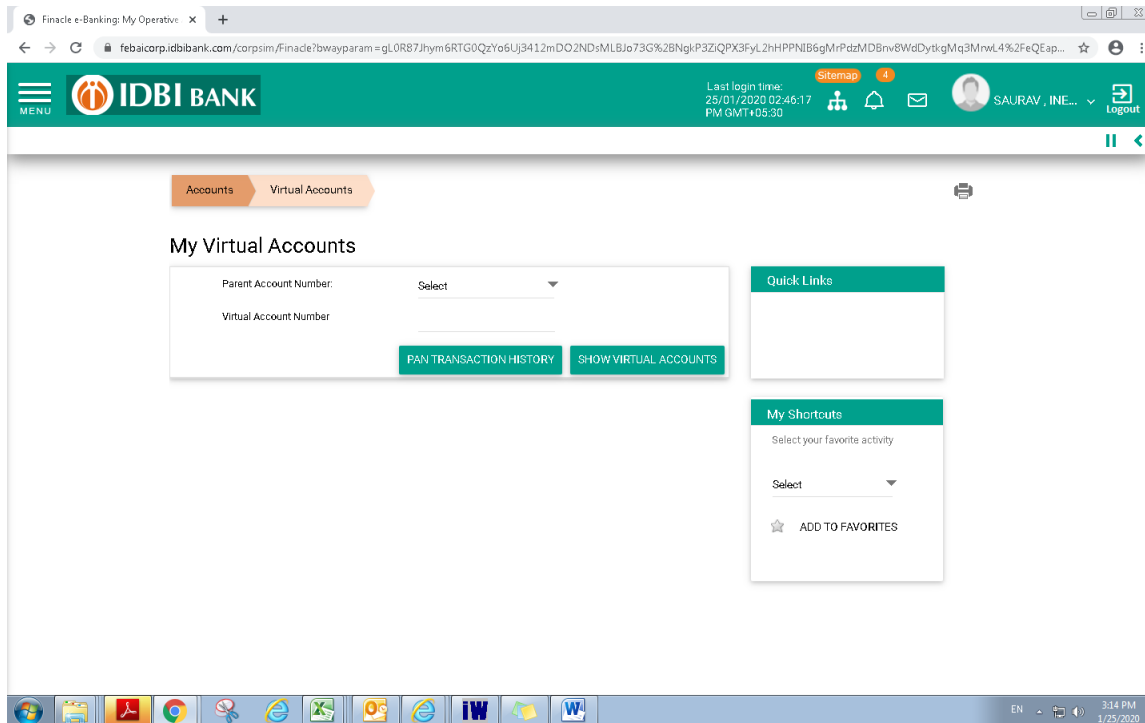 Finacle e-Banking: My Operative
febaicorp.idbibank.com/corpsim/Finacle?bwayparam=gL0R87Jhym6RTG0QzYo6Uj3412mDO2NDsMLBJo73G%2BNgkP3ZiQPX3FyL2hHPPNIB6gMrPdzMDBnv8WdDytkgMq3MrwL4%2FeQEap...
MENU
IDBI BANK
Last login time:
25/01/2020 02:46:17
PM GMT+05:30
Sitemap
4
SAURAV , INE...
Logout
Accounts Virtual Accounts
My Virtual Accounts
Parent Account Number: Select
Virtual Account Number
PAN TRANSACTION HISTORY SHOW VIRTUAL ACCOUNTS
Quick Links
My Shortcuts
Select your favorite activity
Select
ADD TO FAVORITES
iW
W
EN
3:14 PM
1/25/2020